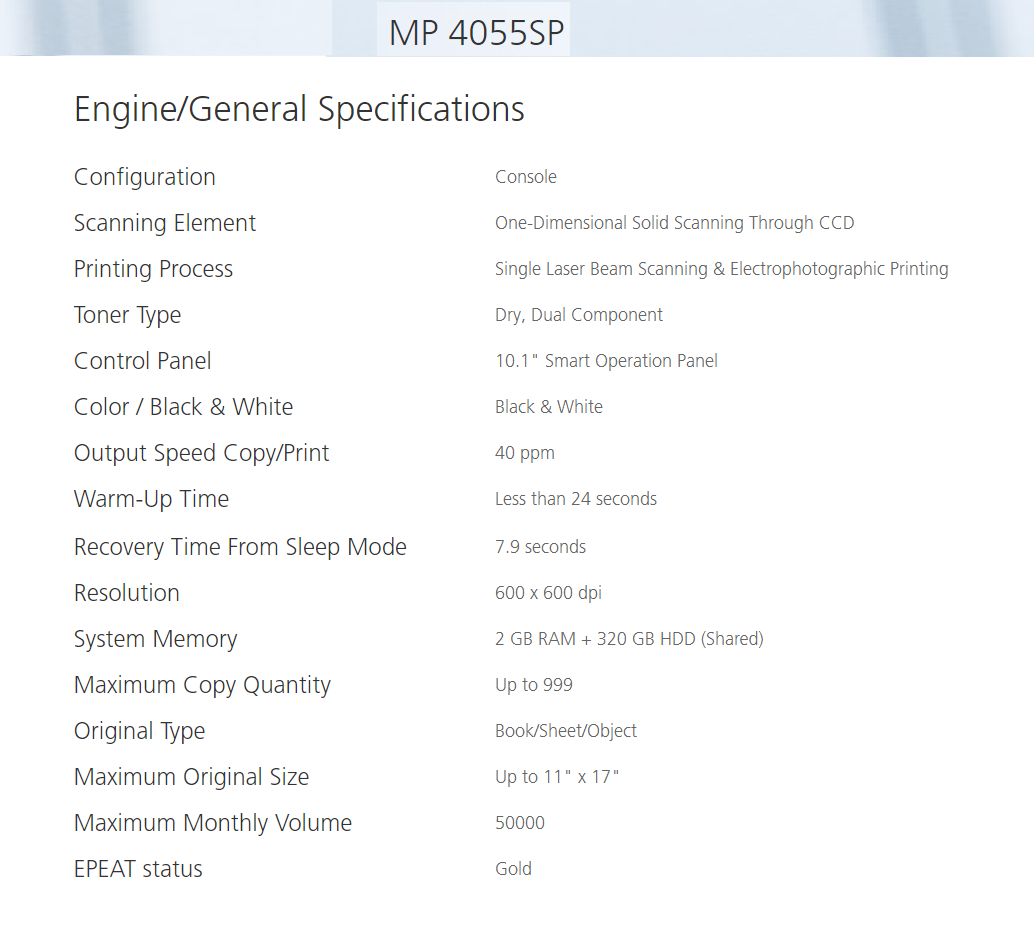 MP 4055SP
Engine/General Specifications
Configuration Console
Scanning Element One-Dimensional Solid Scanning Through CCD
Printing Process Single Laser Beam Scanning & Electrophotographic Printing
Toner Type Dry, Dual Component
Control Panel 10.1" Smart Operation Panel
Color / Black & White Black & White
Output Speed Copy/Print 40 ppm
Warm-Up Time Less than 24 seconds
Recovery Time From Sleep Mode 7.9 seconds
Resolution 600 x 600 dpi
System Memory 2 GB RAM + 320 GB HDD (Shared)
Maximum Copy Quantity Up to 999
Original Type Book/Sheet/Object
Maximum Original Size Up to 11" x 17"
Maximum Monthly Volume 50000
EPEAT status Gold